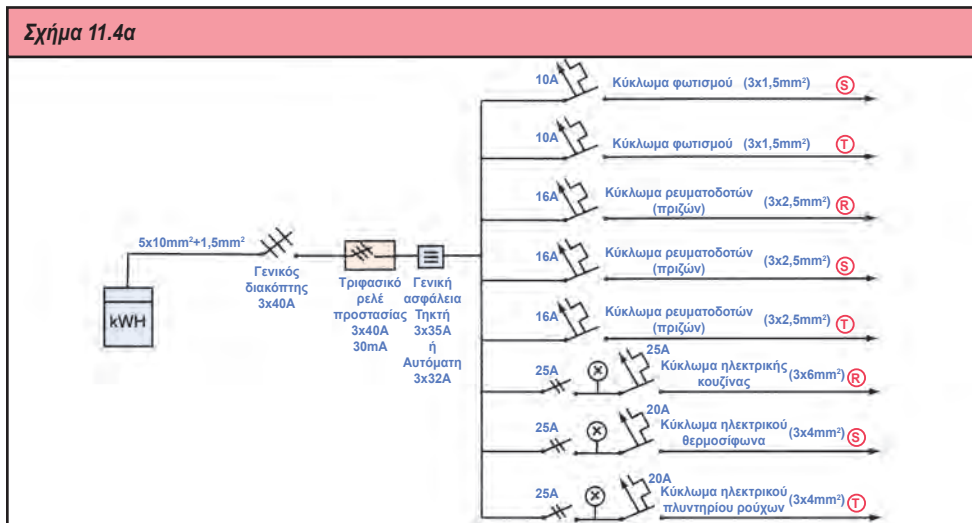 Σχήμα 11.4α
10A Κύκλωμα φωτισμού (3x1,5mm²) S
10A Κύκλωμα φωτισμού (3x1,5mm²) T
16A Κύκλωμα ρευματοδοτών (πριζών) (3x2,5mm²) R
16A Κύκλωμα ρευματοδοτών (πριζών) (3x2,5mm²) S
16A Κύκλωμα ρευματοδοτών (πριζών) (3x2,5mm²) T
25A 25A Κύκλωμα ηλεκτρικής κουζίνας (3x6mm²) R
25A 20A Κύκλωμα ηλεκτρικού θερμοσίφωνα (3x4mm²) S
25A 20A Κύκλωμα ηλεκτρικού πλυντηρίου ρούχων (3x4mm²) T
5x10mm²+1,5mm²
kWH
Γενικός
διακόπτης
3x40A
Τριφασικό
ρελέ
προστασίας
3x40A
30mA
Γενική
ασφάλεια
Τηκτή
3x35A
ή
Αυτόματη
3x32A